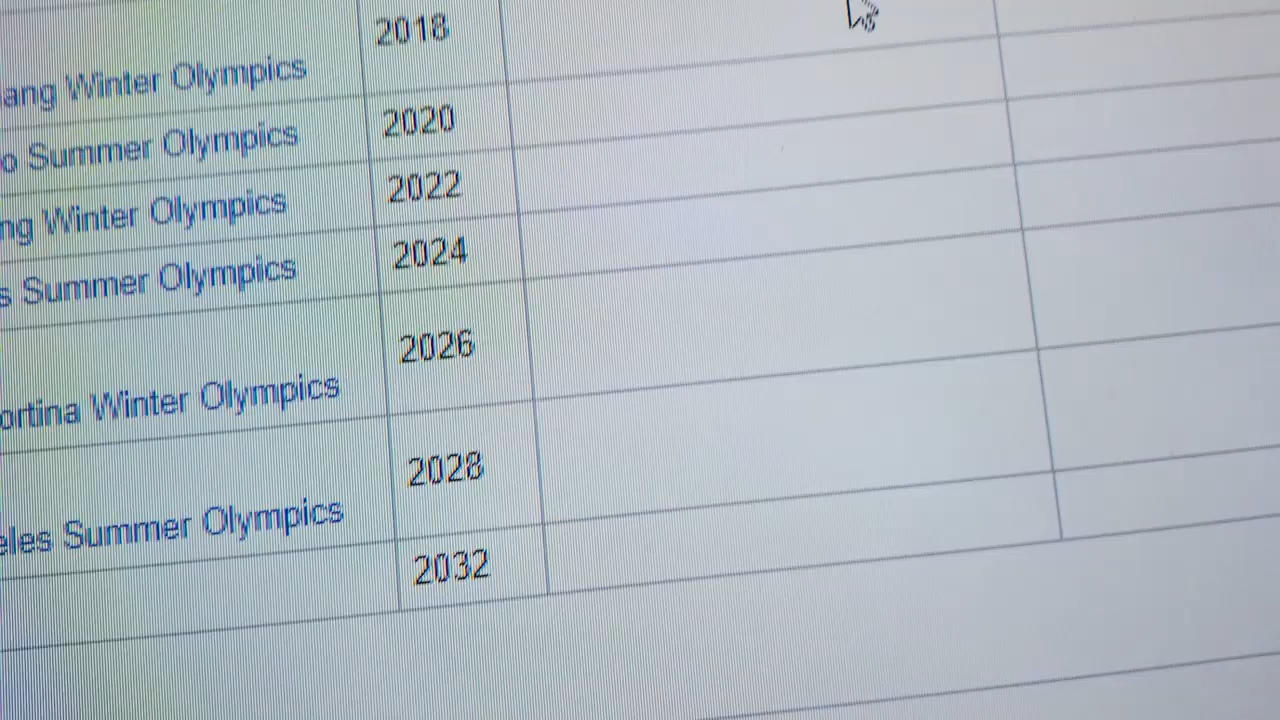 2018
ang Winter Olympics
2020
o Summer Olympics
2022
ng Winter Olympics
2024
s Summer Olympics
2026
ortina Winter Olympics
2028
eles Summer Olympics
2032